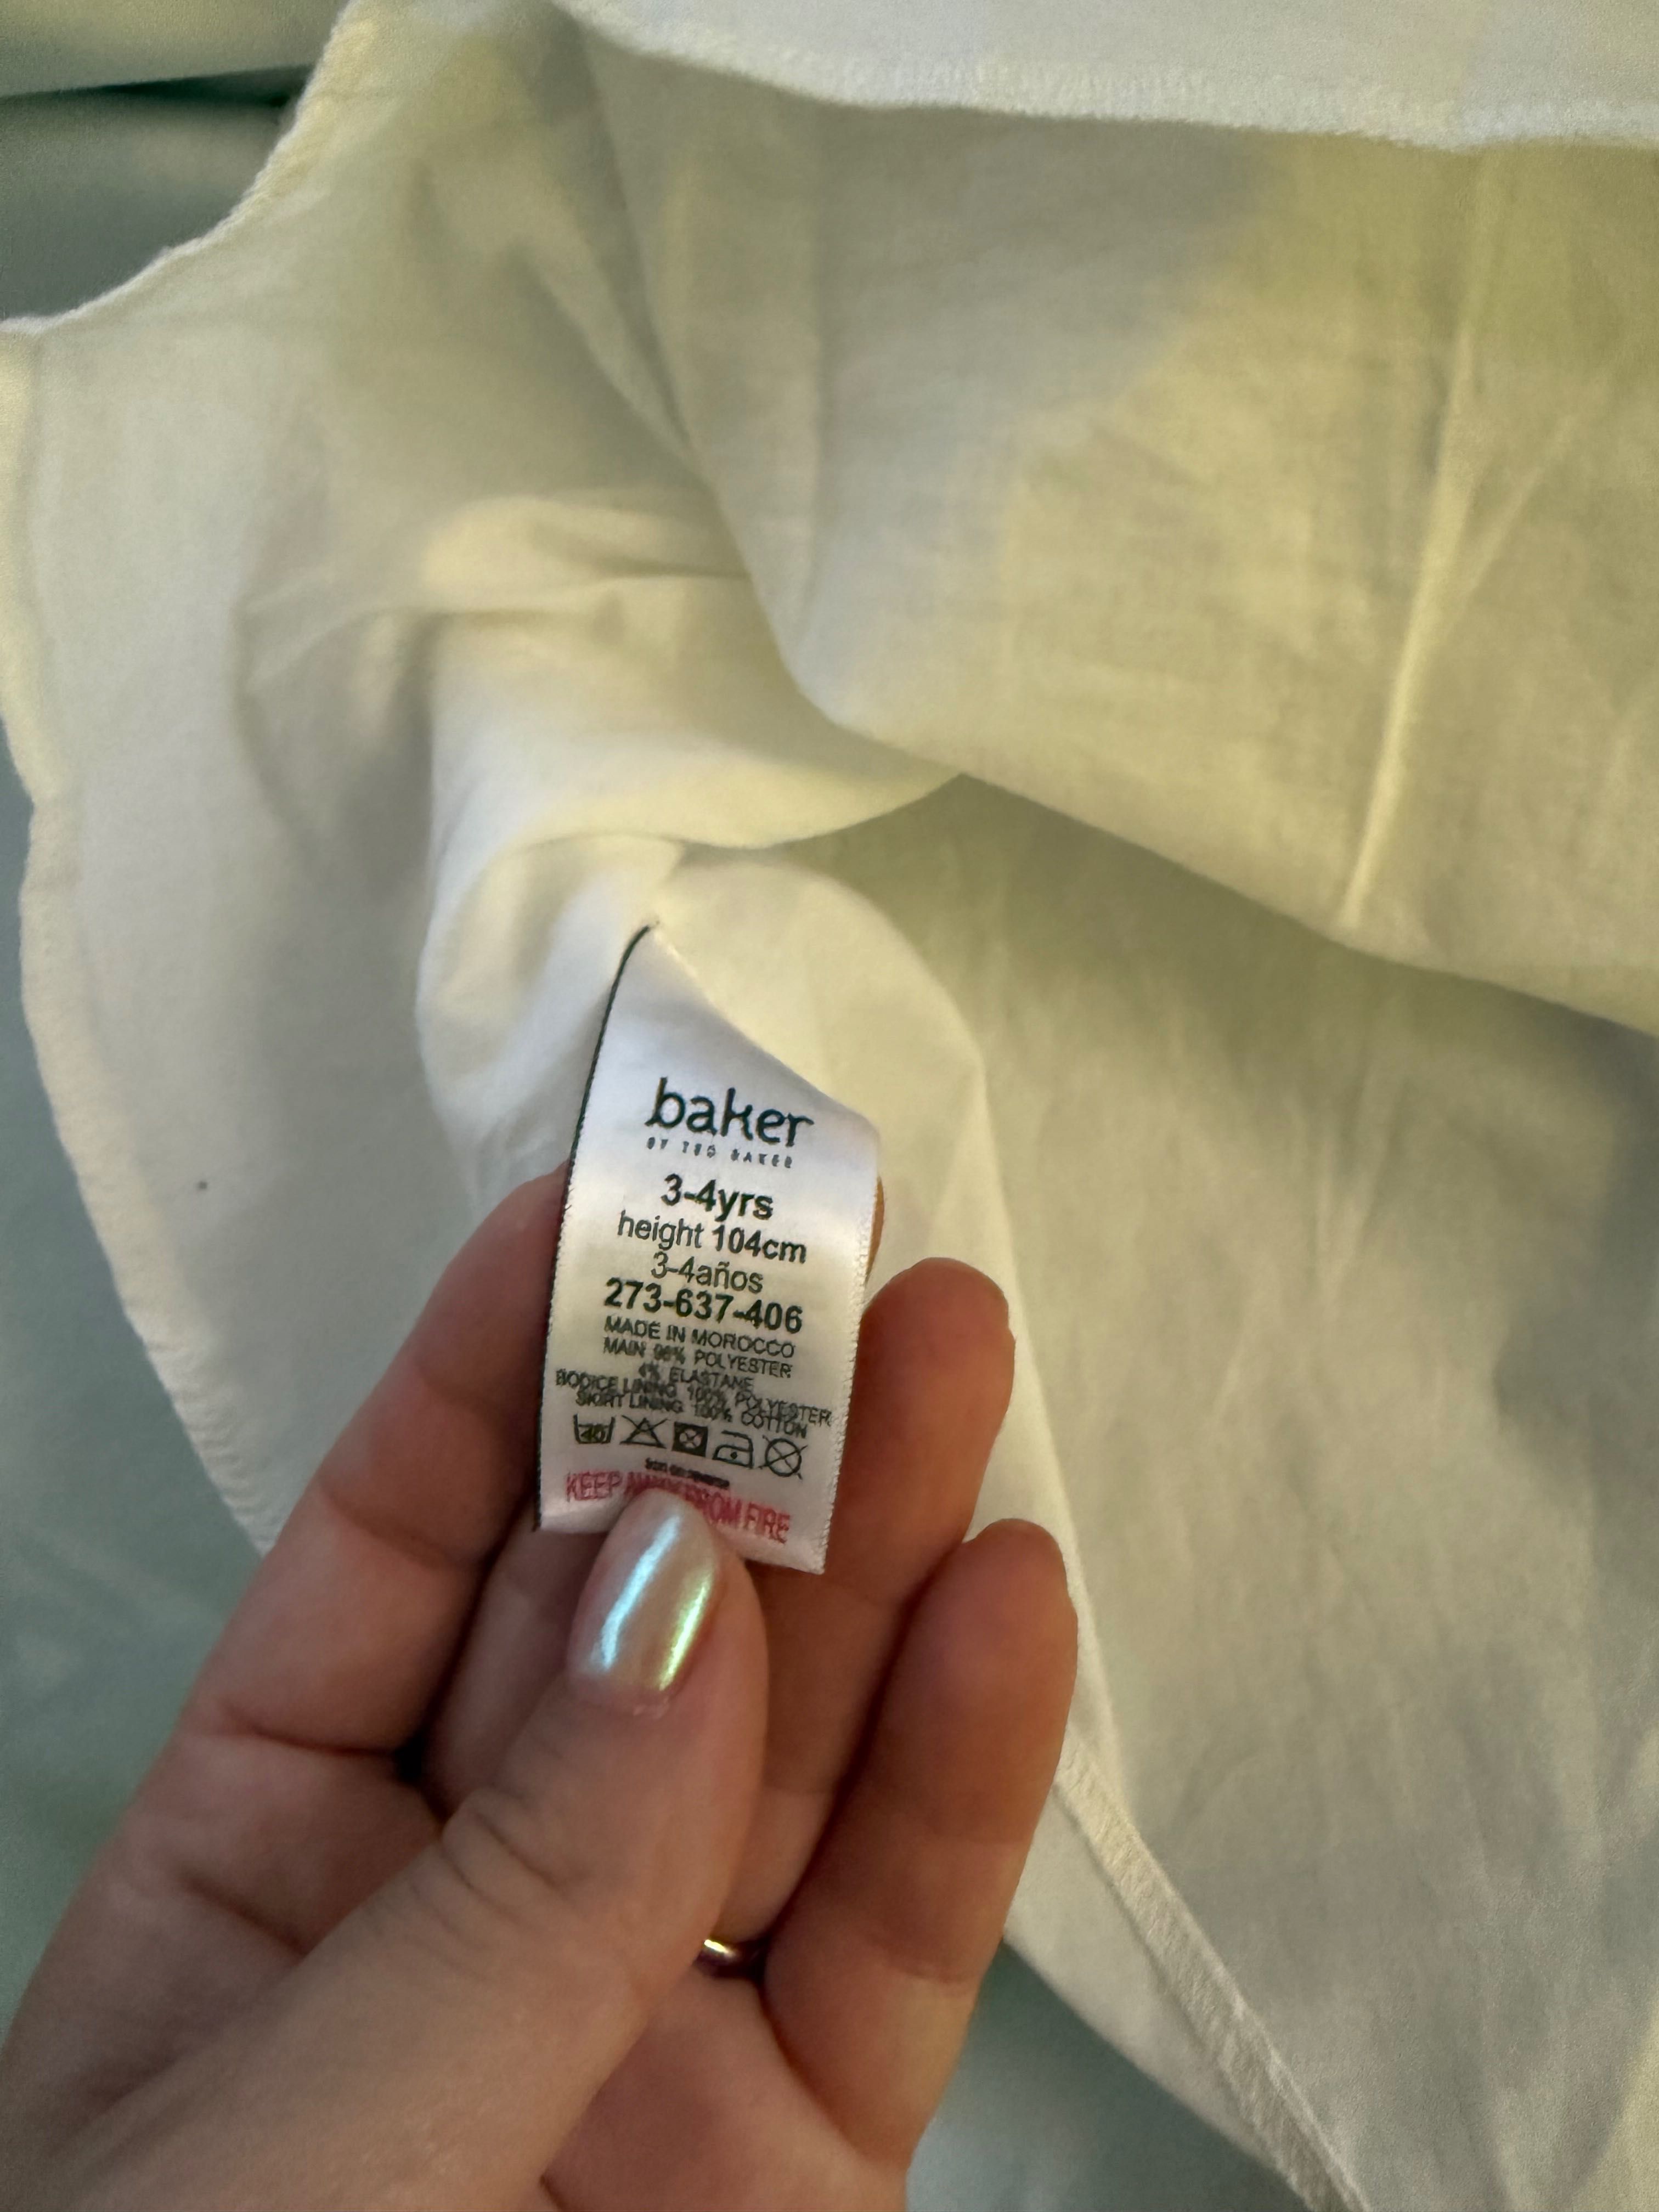 baker
BY TED BAKER
3-4yrs
height 104cm
3-4años
273-637-406
MADE IN MOROCCO
MAIN: 96% POLYESTER
4% ELASTANE
BODICE LINING 100% POLYESTER
SKIRT LINING 100% COTTON
40
KEEP AWAY FROM FIRE